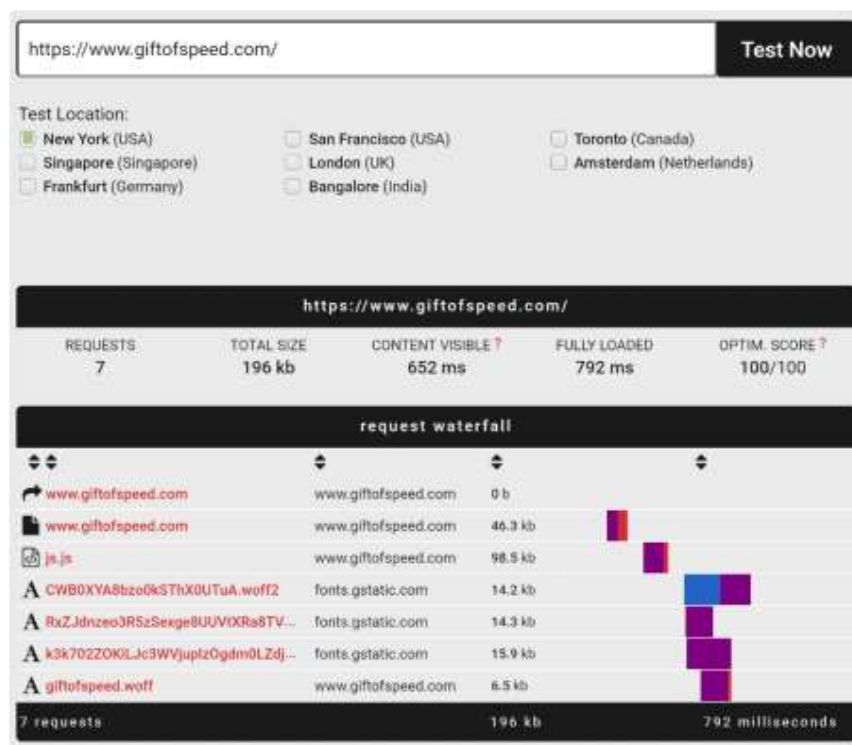 https://www.giftofspeed.com/ Test Now
Test Location:
New York (USA) San Francisco (USA) Toronto (Canada)
Singapore (Singapore) London (UK) Amsterdam (Netherlands)
Frankfurt (Germany) Bangalore (India)
https://www.giftofspeed.com/
REQUESTS TOTAL SIZE CONTENT VISIBLE ? FULLY LOADED OPTIM. SCORE ?
7 196 kb 652 ms 792 ms 100/100
request waterfall
www.giftofspeed.com www.giftofspeed.com 0 b
www.giftofspeed.com www.giftofspeed.com 46.3 kb
js.js www.giftofspeed.com 98.5 kb
fonts.gstatic.com 14.2 kb
fonts.gstatic.com 14.3 kb
fonts.gstatic.com 15.9 kb
giftofspeed.woff www.giftofspeed.com 6.5 kb
7 requests 196 kb 792 milliseconds